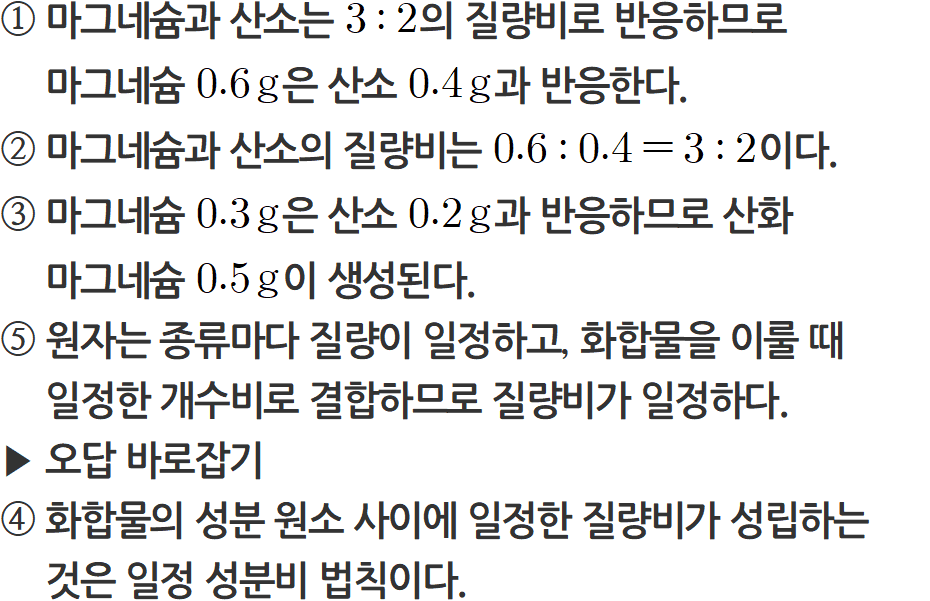 ① 마그네슘과 산소는 3 : 2의 질량비로 반응하므로
마그네슘 0.6 g은 산소 0.4 g과 반응한다.
② 마그네슘과 산소의 질량비는 0.6 : 0.4 = 3 : 2이다.
③ 마그네슘 0.3 g은 산소 0.2 g과 반응하므로 산화
마그네슘 0.5 g이 생성된다.
⑤ 원자는 종류마다 질량이 일정하고, 화합물을 이룰 때
일정한 개수비로 결합하므로 질량비가 일정하다.
▶ 오답 바로잡기
④ 화합물의 성분 원소 사이에 일정한 질량비가 성립하는
것은 일정 성분비 법칙이다.